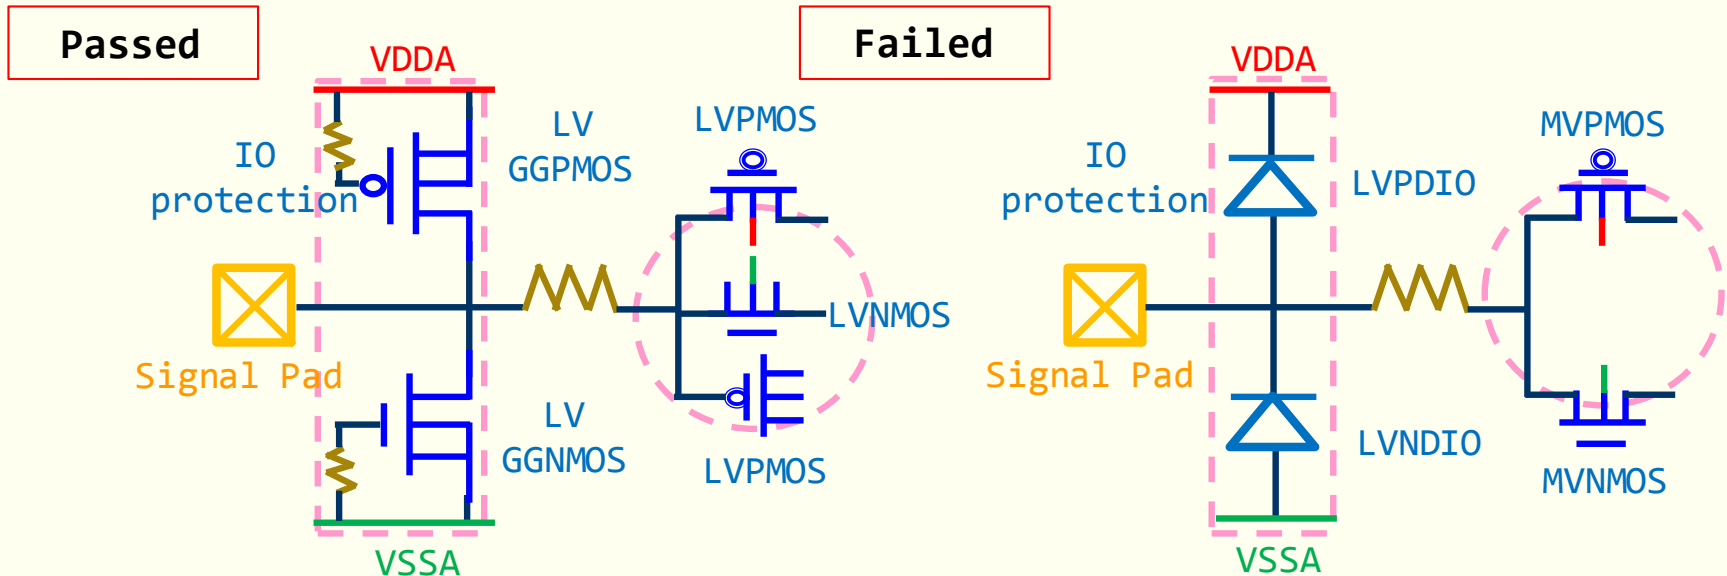 Passed
VDDA
LV
GGPMOS
IO
protection
LVPMOS
Signal Pad
LVNMOS
LV
GGNMOS
LVPMOS
VSSA
Failed
VDDA
IO
protection
LVPDIO
MVPMOS
Signal Pad
LVNDIO
MVNMOS
VSSA